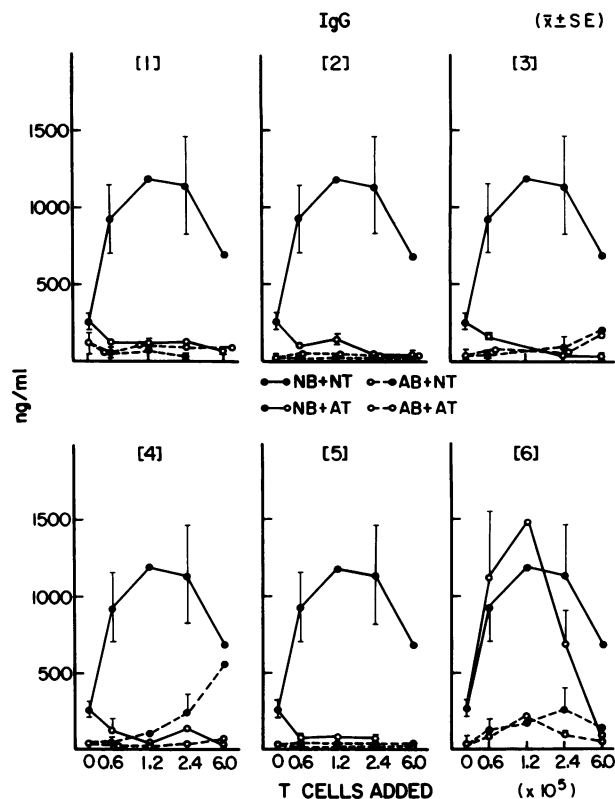 IgG (x̄±SE)
[1] [2] [3]
1500
1000
500
ng/ml
NB+NT AB+NT
NB+AT AB+AT
[4] [5] [6]
1500
1000
500
0 0.6 1.2 2.4 6.0 0 0.6 1.2 2.4 6.0 0 0.6 1.2 2.4 6.0
T CELLS ADDED (x 10⁵)